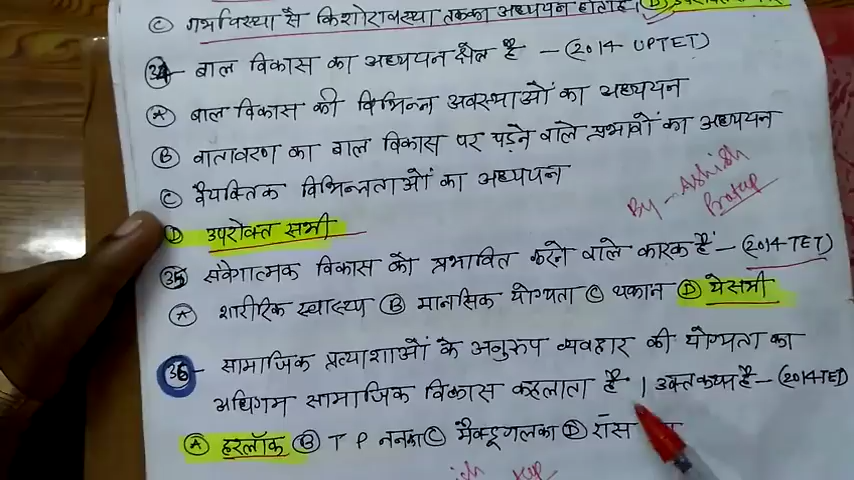 Ⓒ गर्भावस्था से किशोरावस्था तक का अध्ययन होता है।
34 बाल विकास का अध्ययन क्षेत्र है - (2014 UPTET)
Ⓐ बाल विकास की विभिन्न अवस्थाओं का अध्ययन
Ⓑ वातावरण का बाल विकास पर पड़ने वाले प्रभावों का अध्ययन
Ⓒ वैयक्तिक विभिन्नताओं का अध्ययन
By - Ashish
Ⓓ उपरोक्त सभी
35 संवेगात्मक विकास को प्रभावित करने वाले कारक हैं - (2014 TET)
Ⓐ शारीरिक स्वास्थ्य Ⓑ मानसिक योग्यता Ⓒ थकान Ⓓ ये सभी
36 - सामाजिक प्रत्याशाओं के अनुरूप व्यवहार की योग्यता का
अधिगम सामाजिक विकास कहलाता है। उक्त कथन है - (2014 TET)
Ⓐ हरलॉक Ⓑ T P ननका Ⓒ मैक्डूगल का Ⓓ रॉस